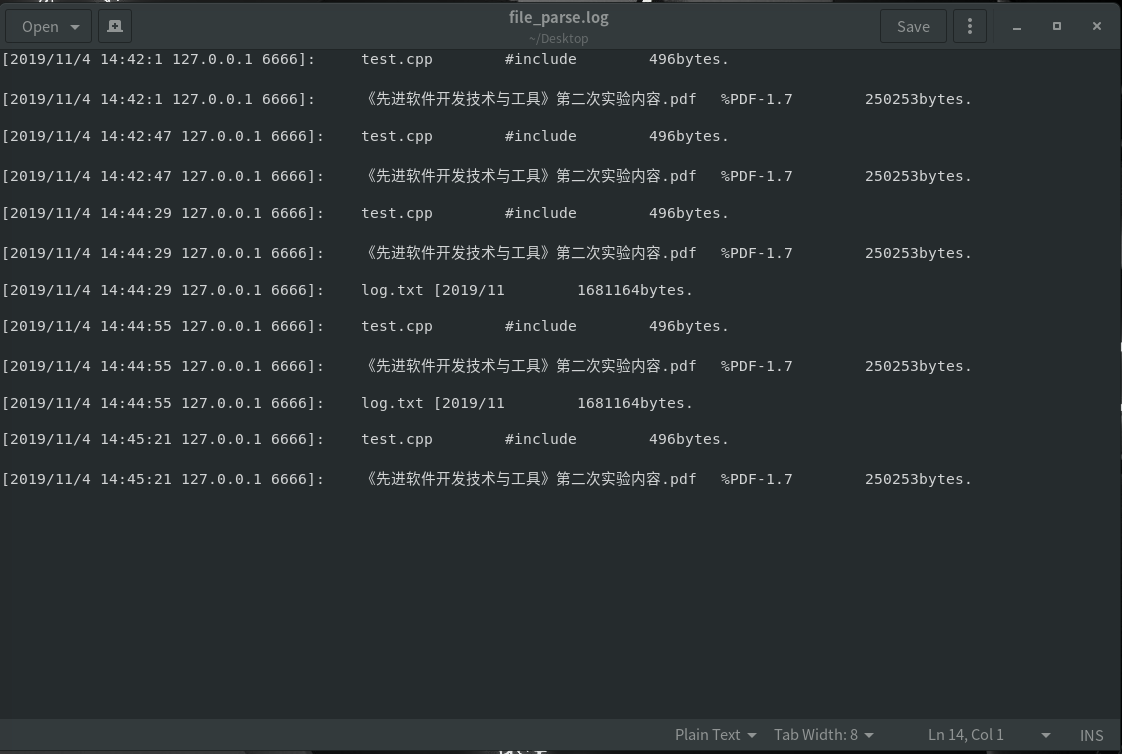 Open
file_parse.log
~/Desktop
Save
[2019/11/4 14:42:1 127.0.0.1 6666]: test.cpp #include 496bytes.
[2019/11/4 14:42:1 127.0.0.1 6666]: 《先进软件开发技术与工具》第二次实验内容.pdf %PDF-1.7 250253bytes.
[2019/11/4 14:42:47 127.0.0.1 6666]: test.cpp #include 496bytes.
[2019/11/4 14:42:47 127.0.0.1 6666]: 《先进软件开发技术与工具》第二次实验内容.pdf %PDF-1.7 250253bytes.
[2019/11/4 14:44:29 127.0.0.1 6666]: test.cpp #include 496bytes.
[2019/11/4 14:44:29 127.0.0.1 6666]: 《先进软件开发技术与工具》第二次实验内容.pdf %PDF-1.7 250253bytes.
[2019/11/4 14:44:29 127.0.0.1 6666]: log.txt [2019/11 1681164bytes.
[2019/11/4 14:44:55 127.0.0.1 6666]: test.cpp #include 496bytes.
[2019/11/4 14:44:55 127.0.0.1 6666]: 《先进软件开发技术与工具》第二次实验内容.pdf %PDF-1.7 250253bytes.
[2019/11/4 14:44:55 127.0.0.1 6666]: log.txt [2019/11 1681164bytes.
[2019/11/4 14:45:21 127.0.0.1 6666]: test.cpp #include 496bytes.
[2019/11/4 14:45:21 127.0.0.1 6666]: 《先进软件开发技术与工具》第二次实验内容.pdf %PDF-1.7 250253bytes.
Plain Text Tab Width: 8 Ln 14, Col 1 INS